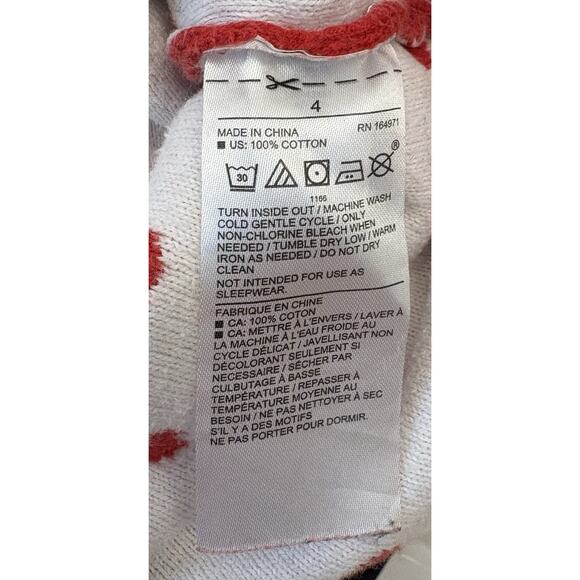 4
MADE IN CHINA RN 164971
US: 100% COTTON
30
1166
TURN INSIDE OUT / MACHINE WASH
COLD GENTLE CYCLE / ONLY
NON-CHLORINE BLEACH WHEN
NEEDED / TUMBLE DRY LOW / WARM
IRON AS NEEDED / DO NOT DRY
CLEAN
NOT INTENDED FOR USE AS
SLEEPWEAR.
FABRIQUE EN CHINE
CA: 100% COTON
CA: METTRE À L'ENVERS / LAVER À
LA MACHINE À L'EAU FROIDE AU
CYCLE DÉLICAT / JAVELLISANT NON
DÉCOLORANT SEULEMENT SI
NÉCESSAIRE / SÉCHER PAR
CULBUTAGE À BASSE
TEMPÉRATURE / REPASSER À
TEMPÉRATURE MOYENNE AU
BESOIN / NE PAS NETTOYER À SEC
S'IL Y A DES MOTIFS
NE PAS PORTER POUR DORMIR.